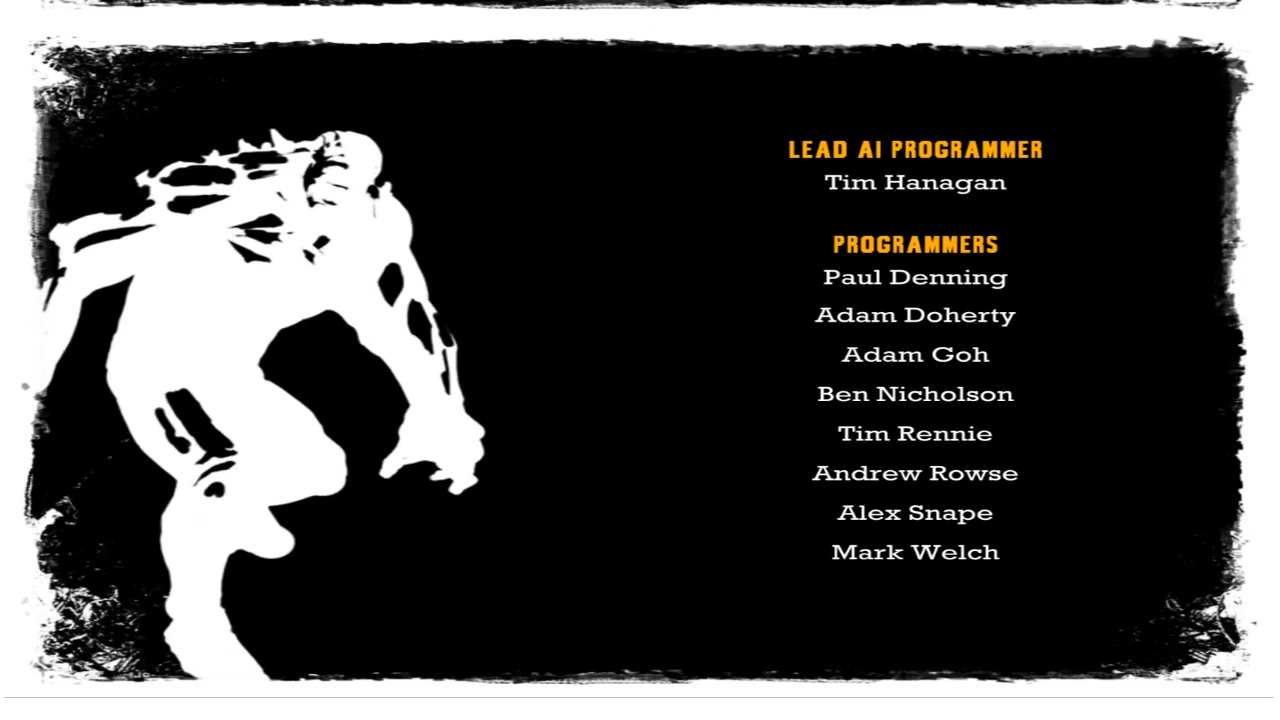 LEAD AI PROGRAMMER
Tim Hanagan
PROGRAMMERS
Paul Denning
Adam Doherty
Adam Goh
Ben Nicholson
Tim Rennie
Andrew Rowse
Alex Snape
Mark Welch